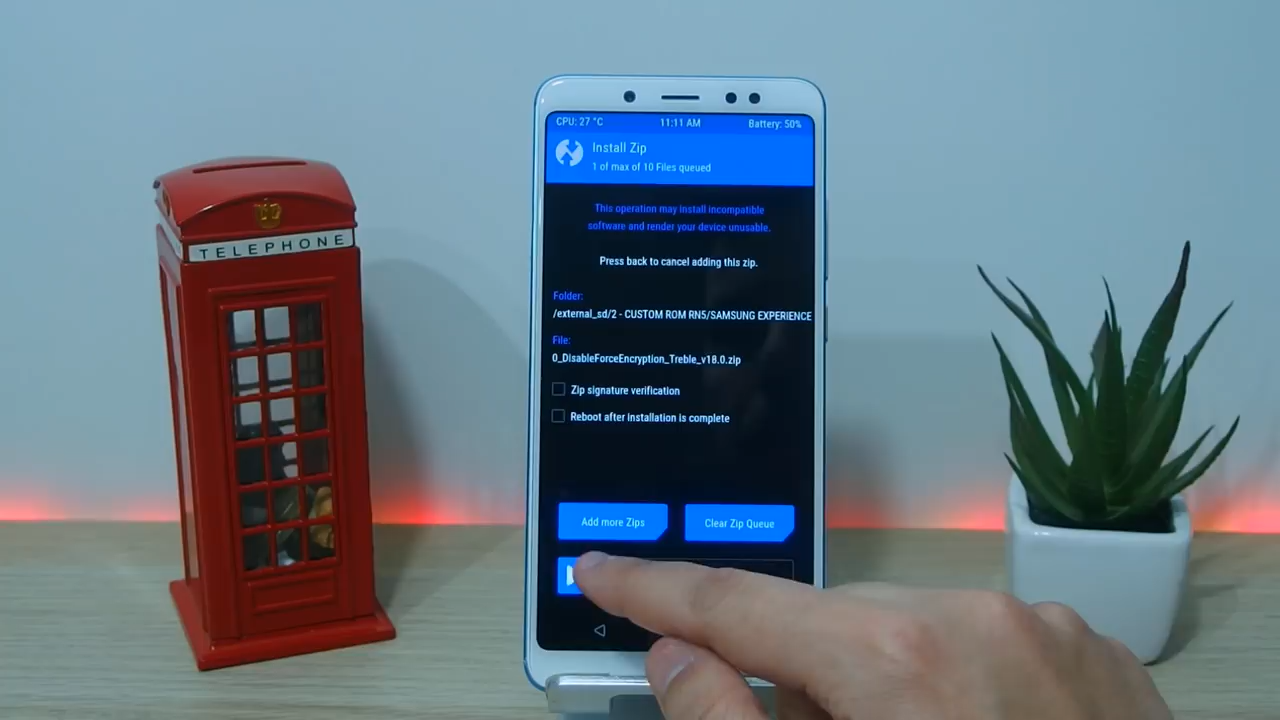 TELEPHONE
CPU: 27 °C 11:11 AM Battery: 50%
Install Zip
1 of max of 10 Files queued
This operation may install incompatible
software and render your device unusable.
Press back to cancel adding this zip.
Folder:
/external_sd/2 - CUSTOM ROM RN5/SAMSUNG EXPERIENCE
File:
0_DisableForceEncryption_Treble_v18.0.zip
Zip signature verification
Reboot after installation is complete
Add more Zips Clear Zip Queue